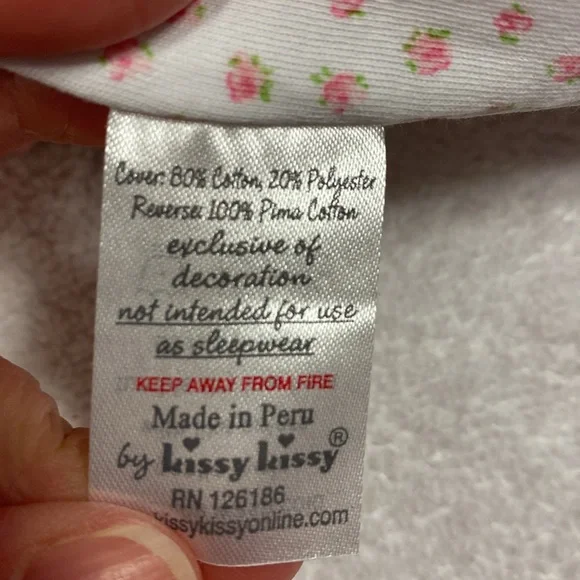 Cover: 80% Cotton, 20% Polyester
Reverse: 100% Pima Cotton
exclusive of
decoration
not intended for use
as sleepwear
KEEP AWAY FROM FIRE
Made in Peru
by kissy kissy®
RN 126186
kissykissyonline.com